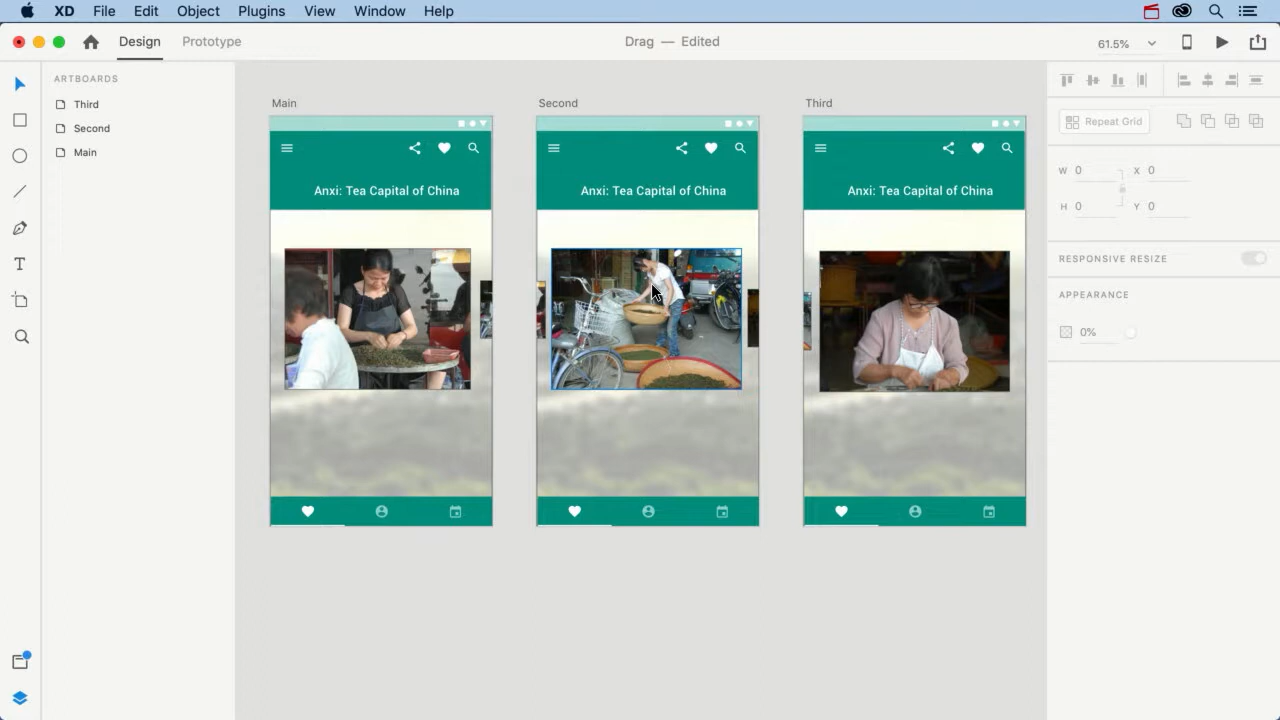 XD File Edit Object Plugins View Window Help
Design Prototype Drag — Edited 61.5%
ARTBOARDS
Third
Second
Main
Main Second Third
Anxi: Tea Capital of China
Anxi: Tea Capital of China
Anxi: Tea Capital of China
Repeat Grid
W 0 X 0
H 0 Y 0
RESPONSIVE RESIZE
APPEARANCE
0%
T